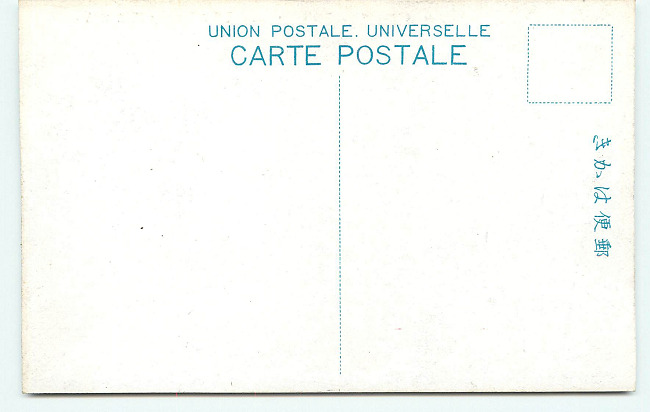 UNION POSTALE. UNIVERSELLE
CARTE POSTALE
きかは便郵